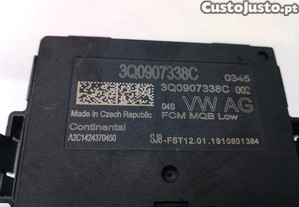 CustoJusto.pt
3Q0907338C 0345
3Q0907338C 002
04S VW AG
Made in Czech Republic FCM MQB Low
Continental
A2C1424370450 SJ8-FST12.01.1910801384